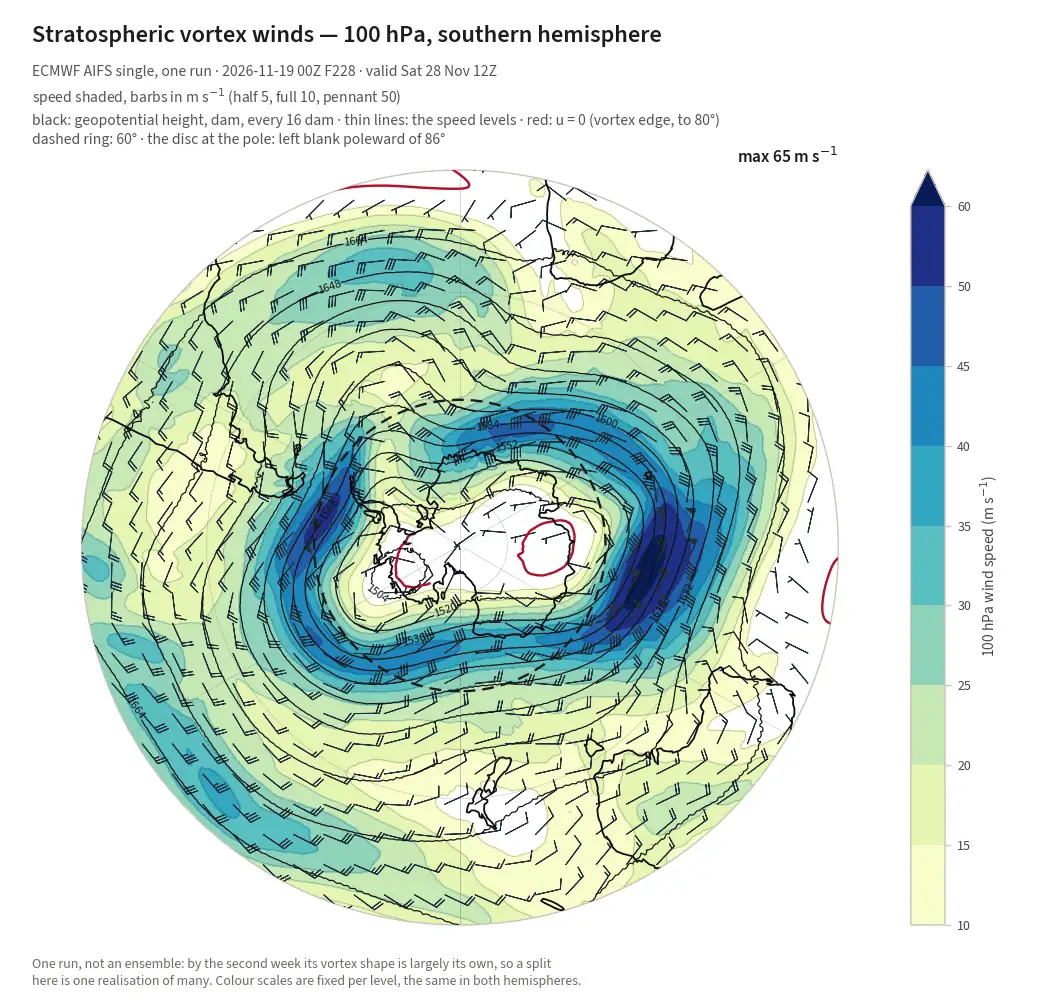 Stratospheric vortex winds — 100 hPa, southern hemisphere
ECMWF AIFS single, one run · 2026-11-19 00Z F228 · valid Sat 28 Nov 12Z
speed shaded, barbs in m s⁻¹ (half 5, full 10, pennant 50)
black: geopotential height, dam, every 16 dam · thin lines: the speed levels · red: u = 0 (vortex edge, to 80°)
dashed ring: 60° · the disc at the pole: left blank poleward of 86°
max 65 m s⁻¹
1664
1648
1600
1584
1552
1504
1520
1536
1664
60
50
45
40
35
30
25
20
15
10
100 hPa wind speed (m s⁻¹)
One run, not an ensemble: by the second week its vortex shape is largely its own, so a split
here is one realisation of many. Colour scales are fixed per level, the same in both hemispheres.